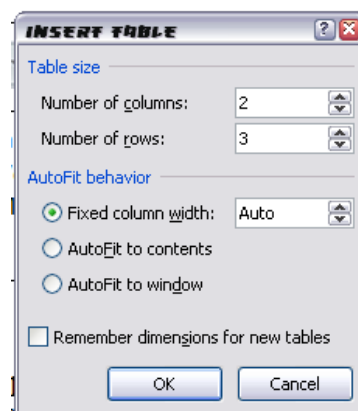 INSERT TABLE
Table size
Number of columns: 2
Number of rows: 3
AutoFit behavior
Fixed column width: Auto
AutoFit to contents
AutoFit to window
Remember dimensions for new tables
OK Cancel